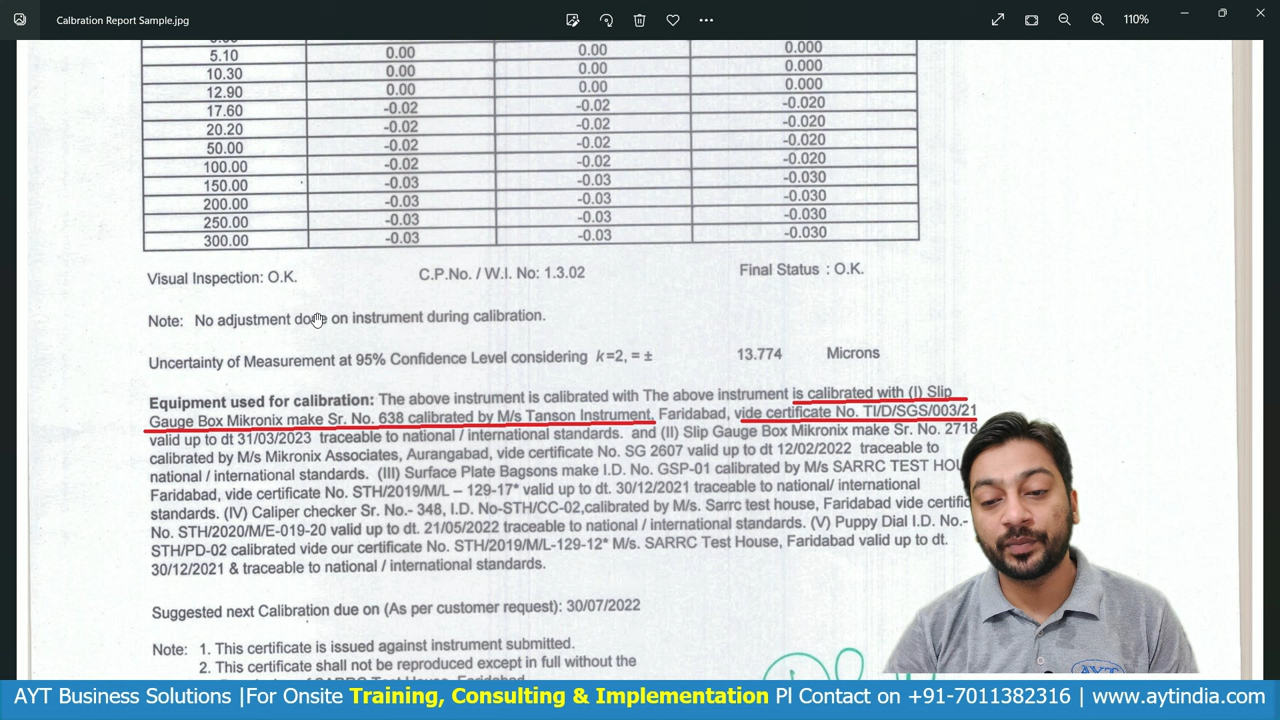 Calbration Report Sample.jpg
110%
5.10 0.00 0.00 0.000
10.30 0.00 0.00 0.000
12.90 0.00 0.00 0.000
17.60 -0.02 -0.02 -0.020
20.20 -0.02 -0.02 -0.020
50.00 -0.02 -0.02 -0.020
100.00 -0.02 -0.02 -0.020
150.00 -0.03 -0.03 -0.030
200.00 -0.03 -0.03 -0.030
250.00 -0.03 -0.03 -0.030
300.00 -0.03 -0.03 -0.030
Visual Inspection: O.K. C.P.No. / W.I. No: 1.3.02 Final Status : O.K.
Note: No adjustment done on instrument during calibration.
Uncertainty of Measurement at 95% Confidence Level considering k=2, = ± 13.774 Microns
Equipment used for calibration: The above instrument is calibrated with The above instrument is calibrated with (I) Slip
Gauge Box Mikronix make Sr. No. 638 calibrated by M/s Tanson Instrument, Faridabad, vide certificate No. TI/D/SGS/003/21
valid up to dt 31/03/2023 traceable to national / international standards. and (II) Slip Gauge Box Mikronix make Sr. No. 2718
calibrated by M/s Mikronix Associates, Aurangabad, vide certificate No. SG 2607 valid up to dt 12/02/2022 traceable to
national / international standards. (III) Surface Plate Bagsons make I.D. No. GSP-01 calibrated by M/s SARRC TEST HOU
Faridabad, vide certificate No. STH/2019/M/L – 129-17* valid up to dt. 30/12/2021 traceable to national/ international
standards. (IV) Caliper checker Sr. No.- 348, I.D. No-STH/CC-02,calibrated by M/s. Sarrc test house, Faridabad vide certific
No. STH/2020/M/E-019-20 valid up to dt. 21/05/2022 traceable to national / international standards. (V) Puppy Dial I.D. No.-
STH/PD-02 calibrated vide our certificate No. STH/2019/M/L-129-12* M/s. SARRC Test House, Faridabad valid up to dt.
30/12/2021 & traceable to national / international standards.
Suggested next Calibration due on (As per customer request): 30/07/2022
Note: 1. This certificate is issued against instrument submitted.
2. This certificate shall not be reproduced except in full without the
AYT
AYT Business Solutions |For Onsite Training, Consulting & Implementation Pl Contact on +91-7011382316 | www.aytindia.com